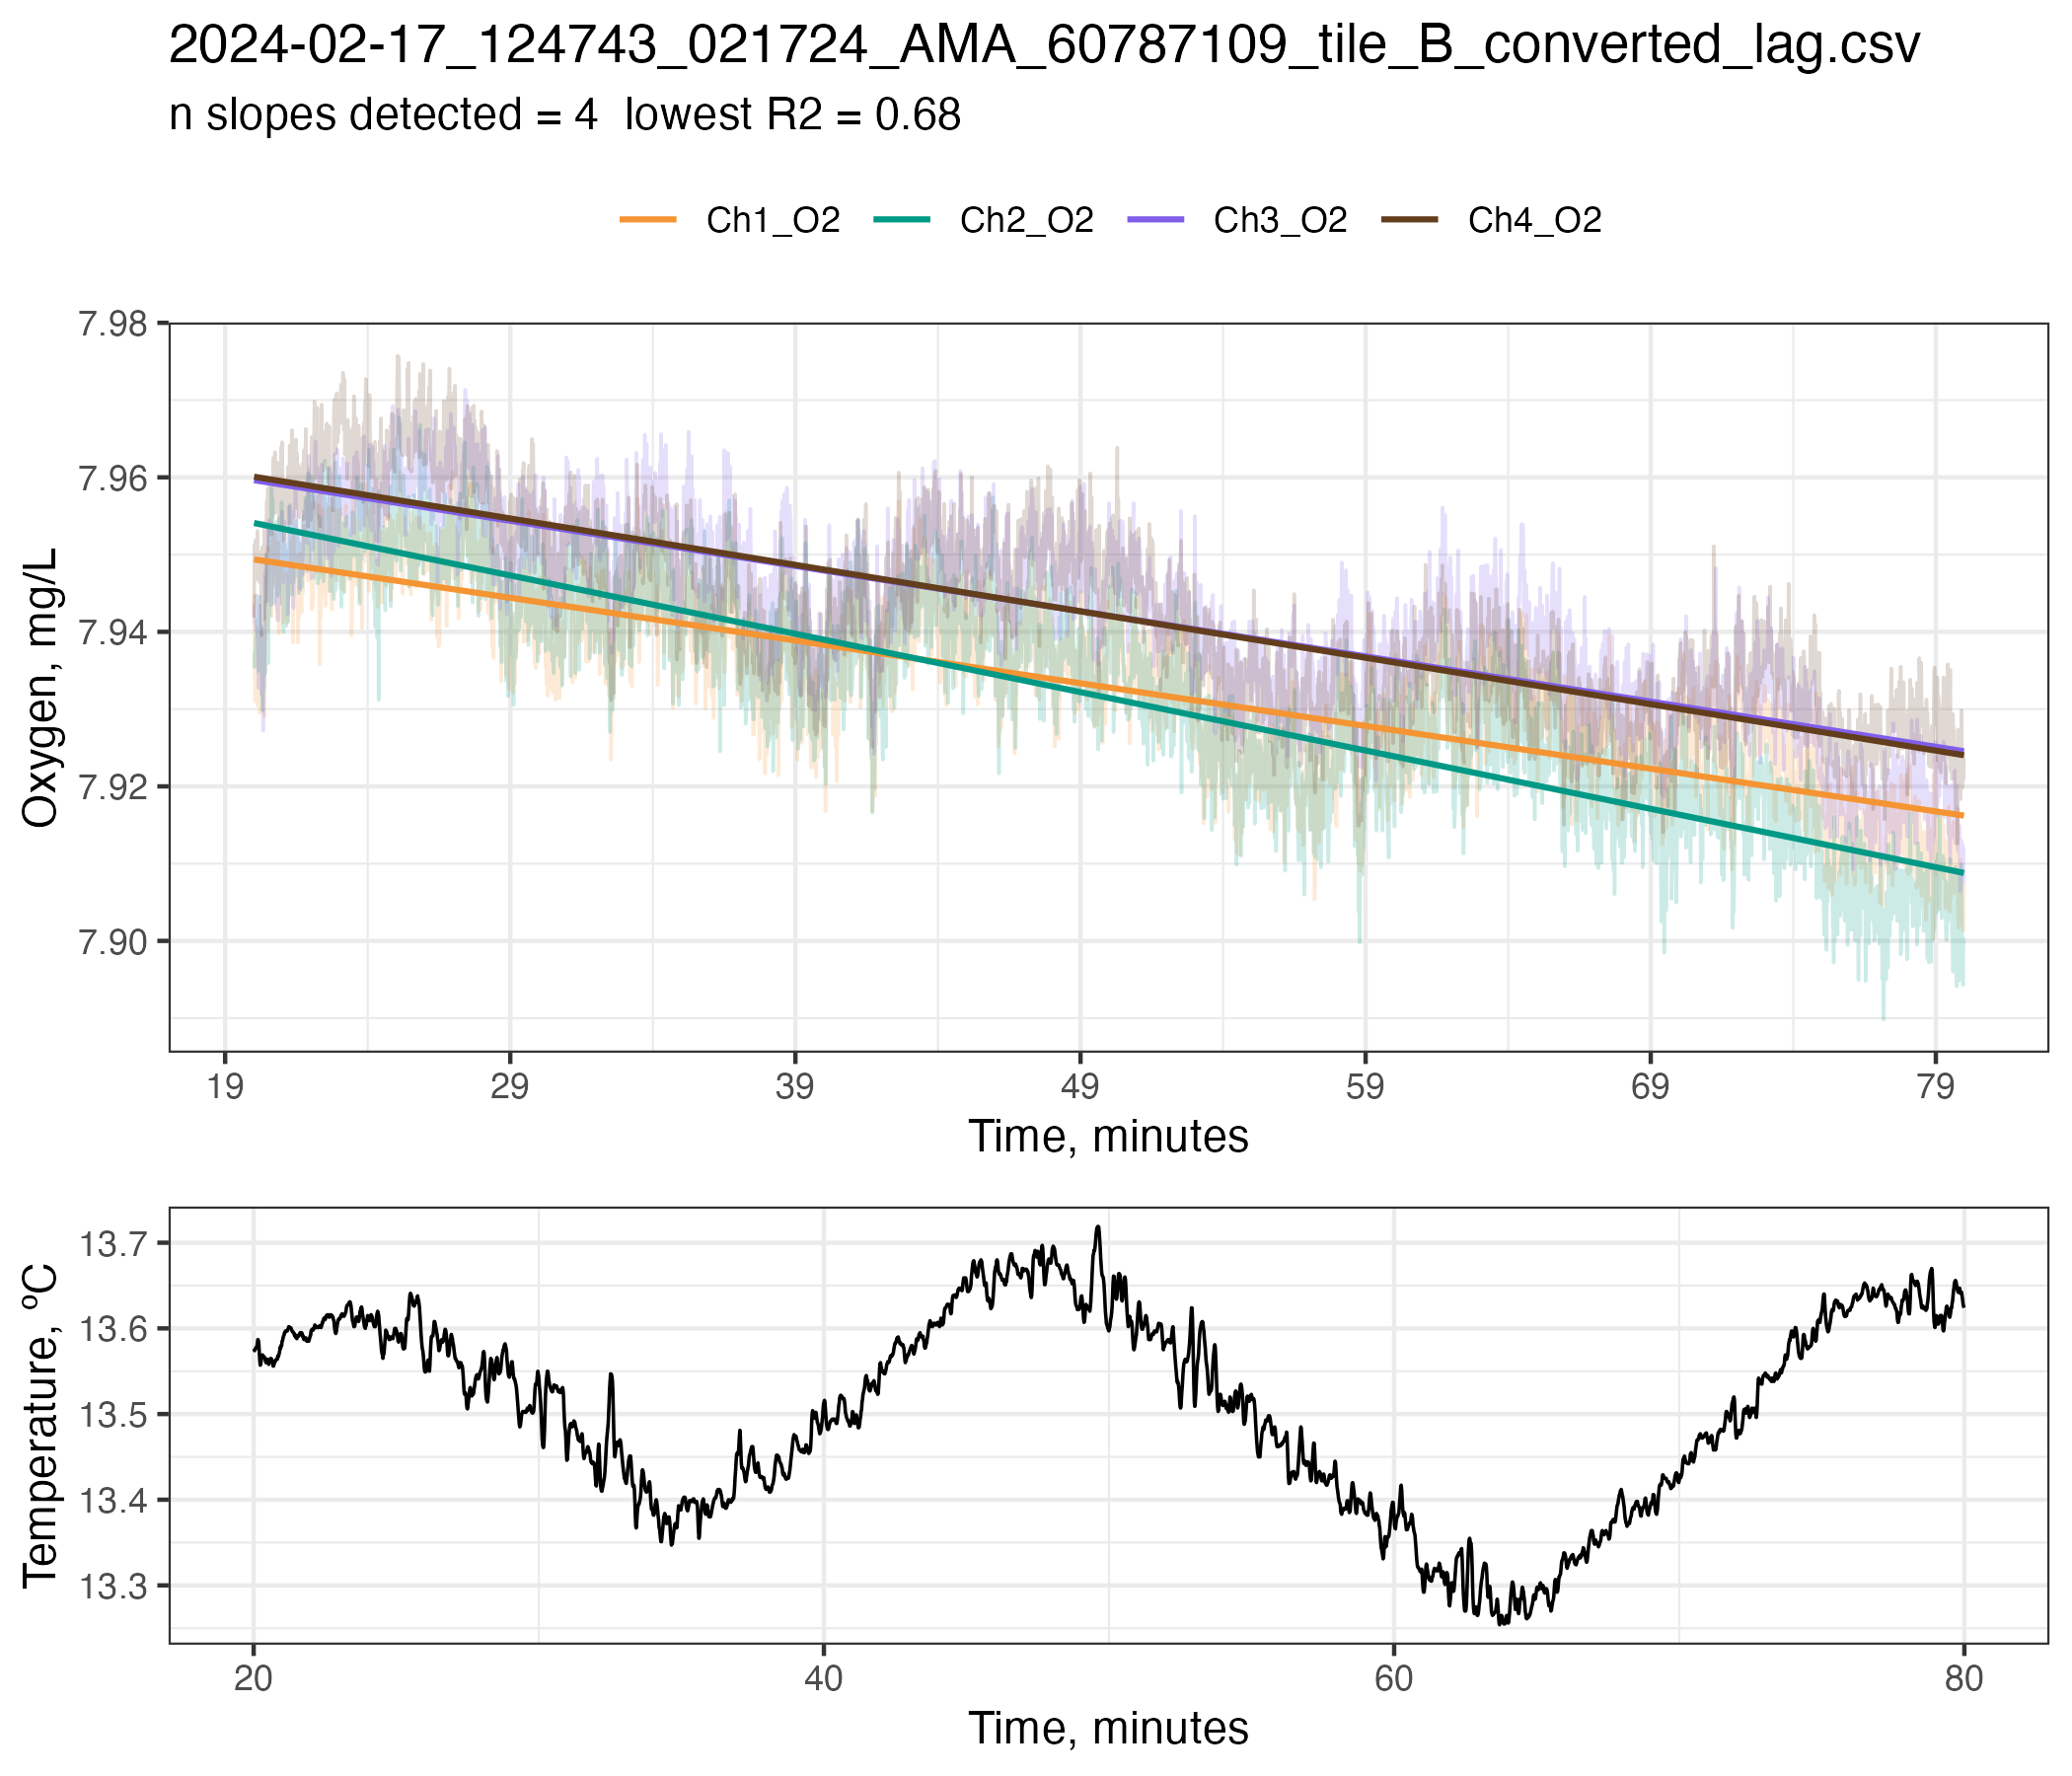 2024-02-17_124743_021724_AMA_60787109_tile_B_converted_lag.csv
n slopes detected = 4  lowest R2 = 0.68
Ch1_O2 Ch2_O2 Ch3_O2 Ch4_O2
Oxygen, mg/L
7.98
7.96
7.94
7.92
7.90
19 29 39 49 59 69 79
Time, minutes
Temperature, ºC
13.7
13.6
13.5
13.4
13.3
20 40 60 80
Time, minutes